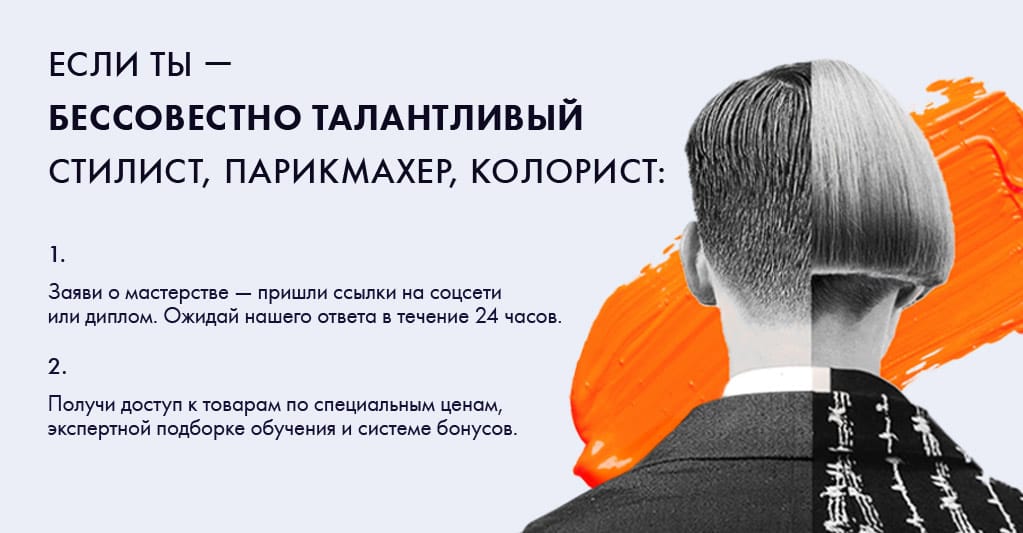 ЕСЛИ ТЫ —
БЕССОВЕСТНО ТАЛАНТЛИВЫЙ
СТИЛИСТ, ПАРИКМАХЕР, КОЛОРИСТ:
1.
Заяви о мастерстве — пришли ссылки на соцсети
или диплом. Ожидай нашего ответа в течение 24 часов.
2.
Получи доступ к товарам по специальным ценам,
экспертной подборке обучения и системе бонусов.